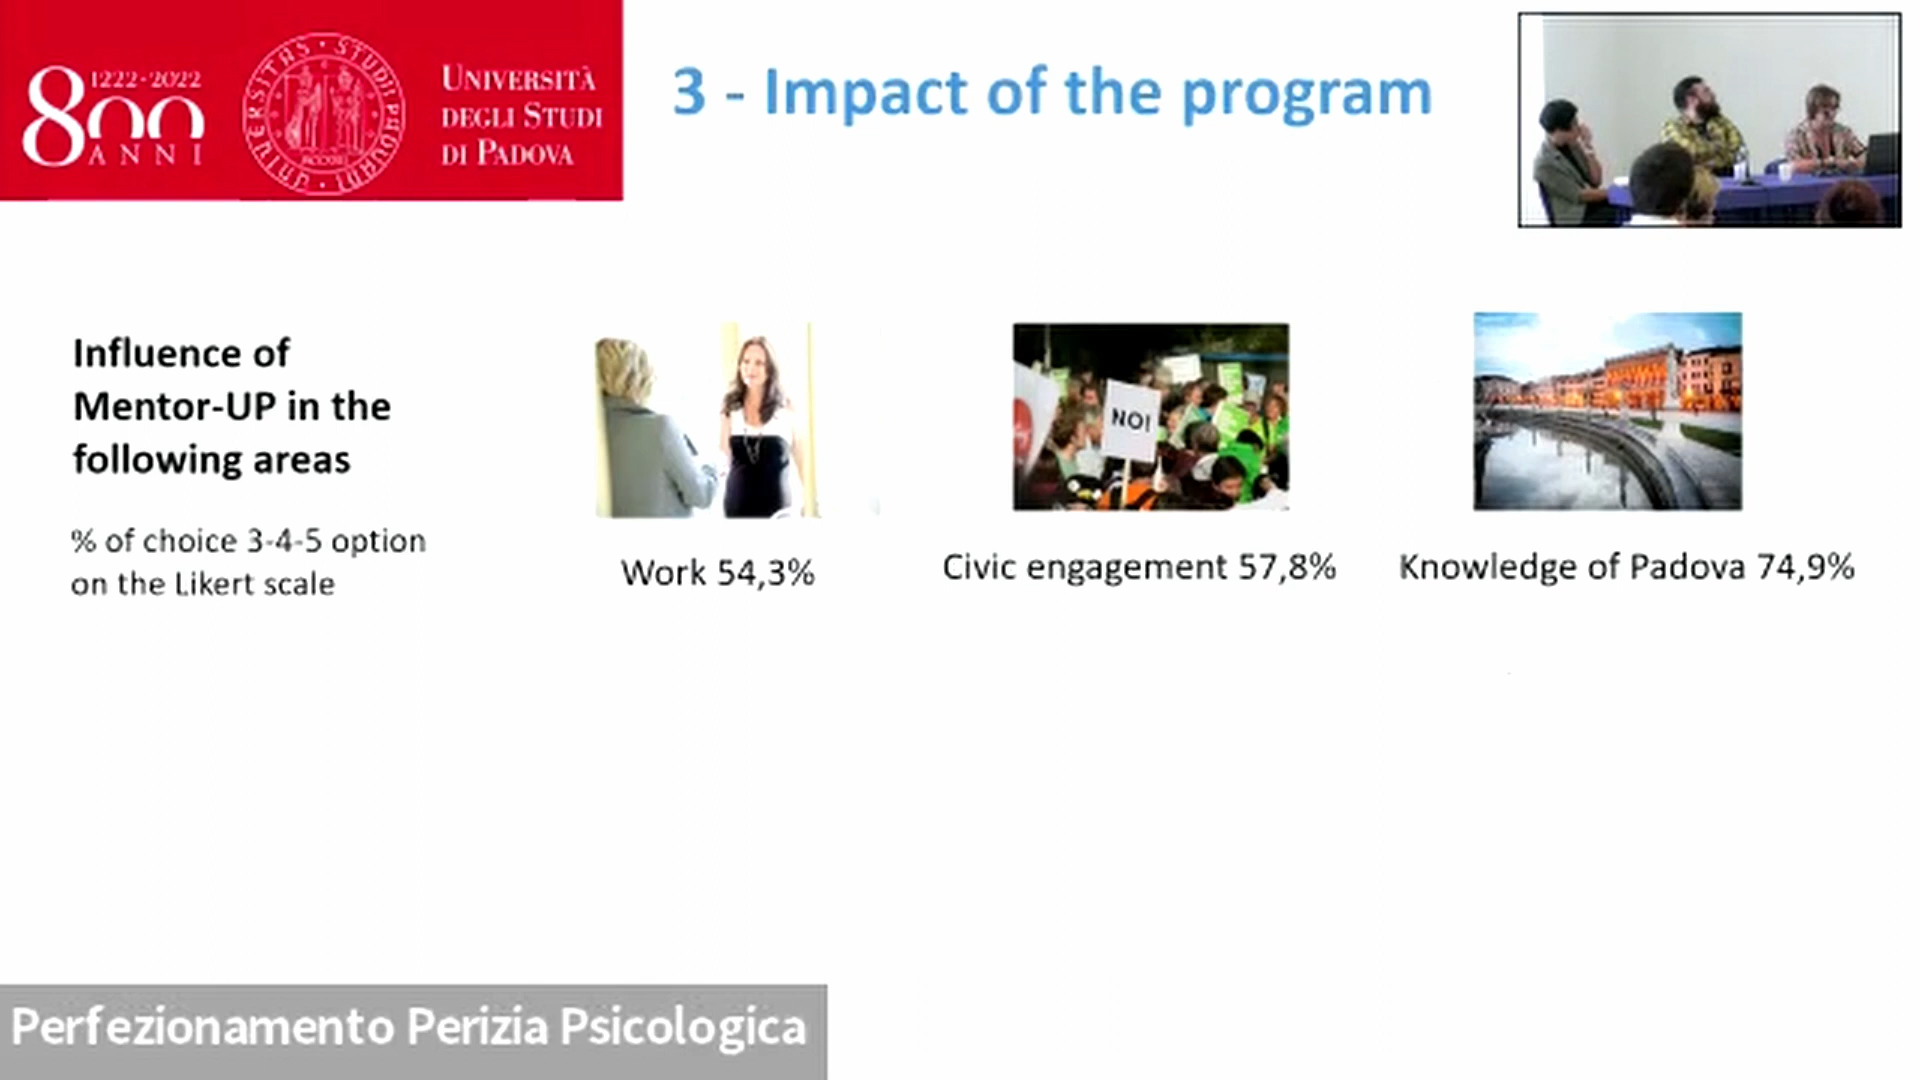 1222-2022
800
ANNI
UNIVERSITÀ
DEGLI STUDI
DI PADOVA
3 - Impact of the program
Influence of
Mentor-UP in the
following areas
% of choice 3-4-5 option
on the Likert scale
NO!
Work 54,3%
Civic engagement 57,8%
Knowledge of Padova 74,9%
Perfezionamento Perizia Psicologica